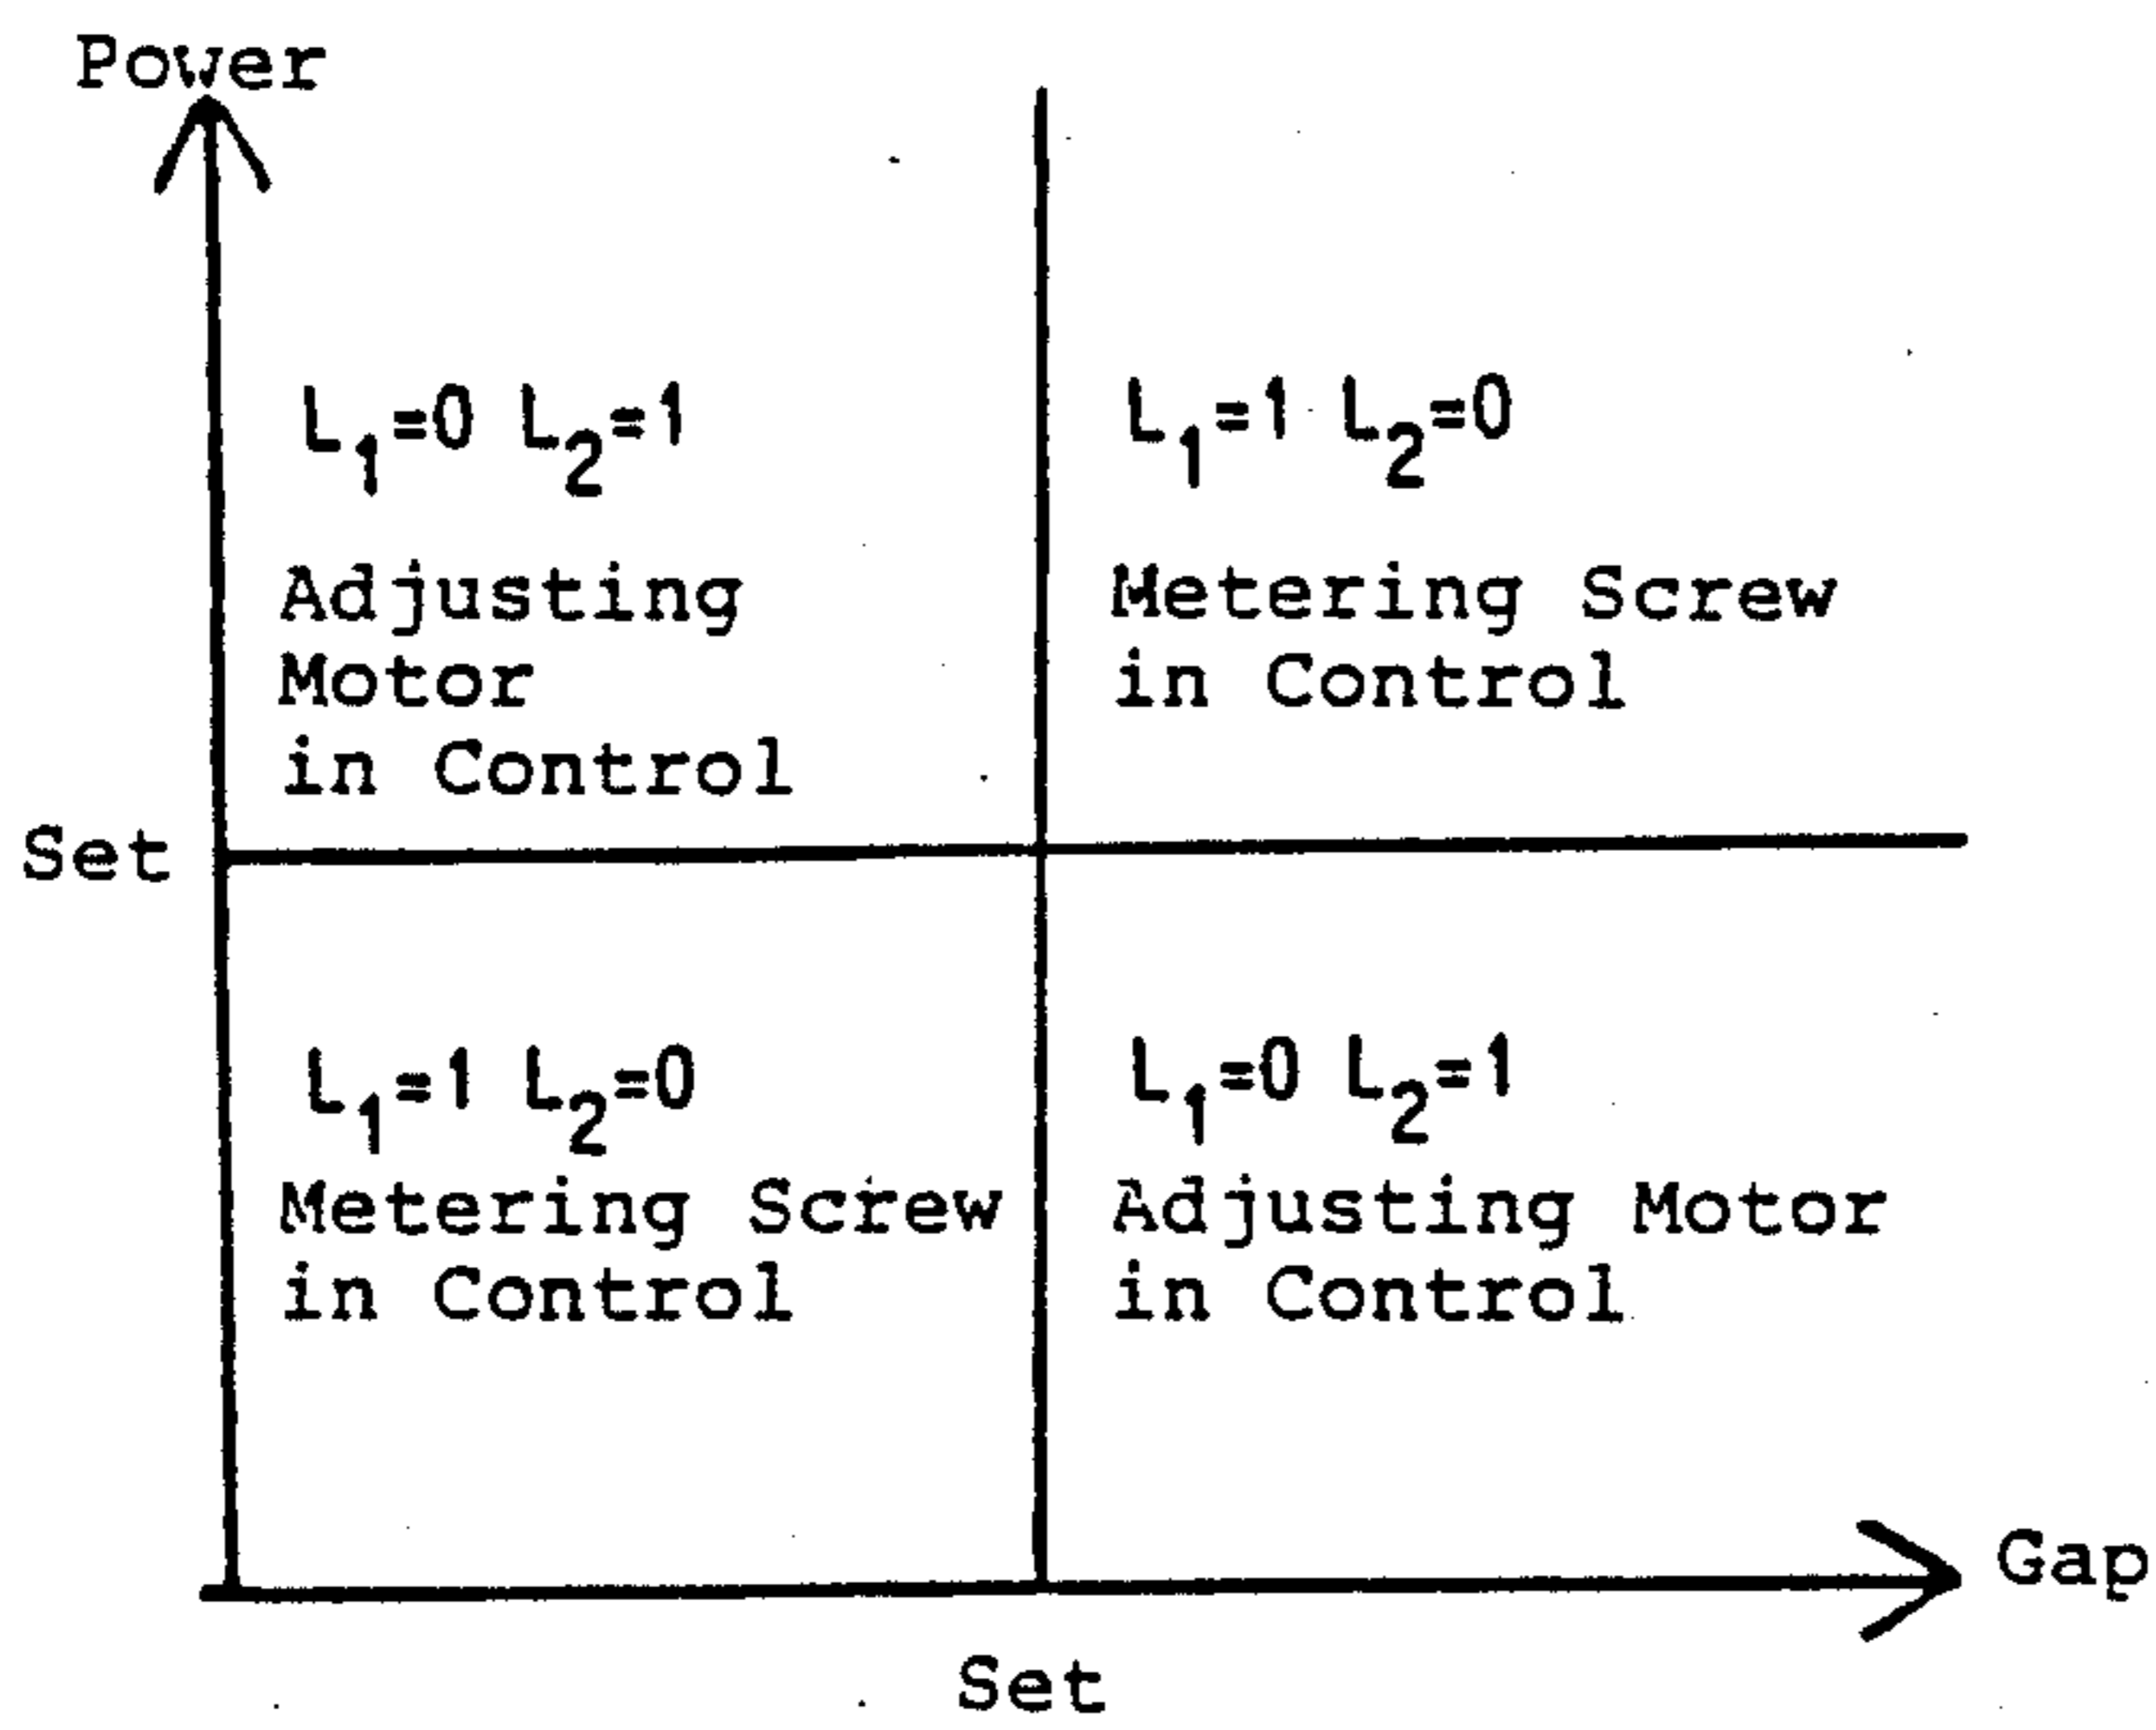 Power
L₁=0 L₂=1
Adjusting
Motor
in Control
L₁=1 L₂=0
Metering Screw
in Control
Set
L₁=1 L₂=0
Metering Screw
in Control
L₁=0 L₂=1
Adjusting Motor
in Control
Gap
Set